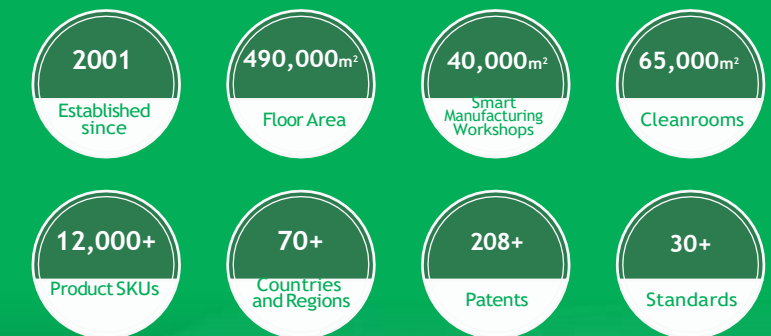 2001
Established
since
490,000m²
Floor Area
40,000m²
Smart
Manufacturing
Workshops
65,000m²
Cleanrooms
12,000+
Product SKUs
70+
Countries
and Regions
208+
Patents
30+
Standards